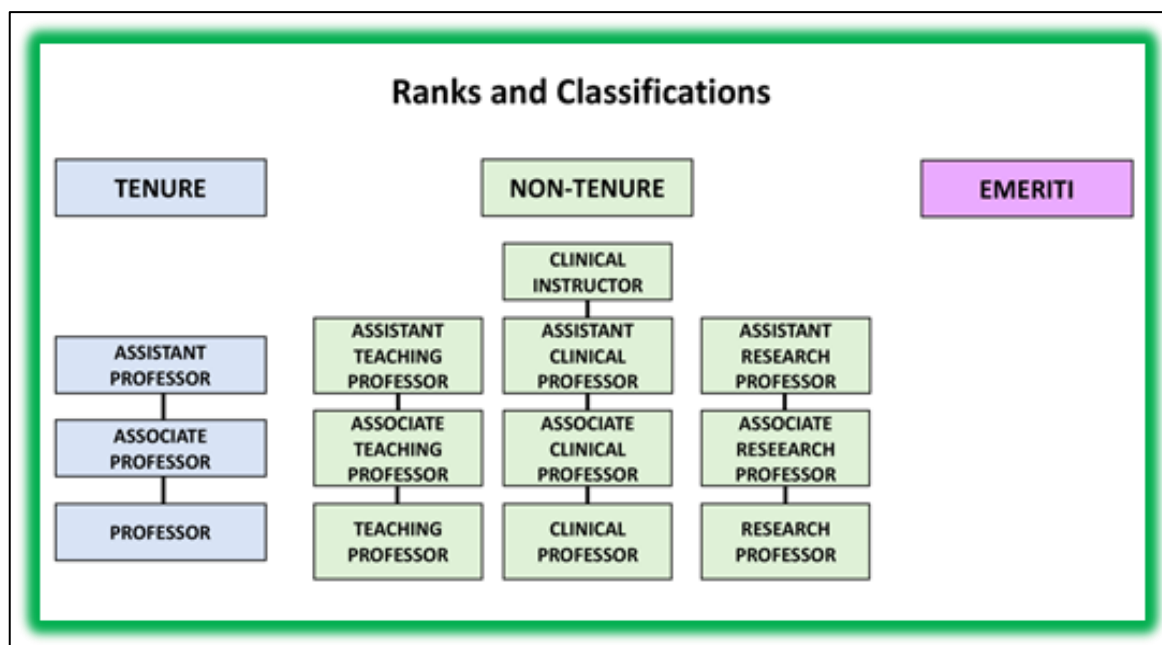 Ranks and Classifications
TENURE
NON-TENURE
EMERITI
CLINICAL
INSTRUCTOR
ASSISTANT
PROFESSOR
ASSOCIATE
PROFESSOR
PROFESSOR
ASSISTANT
TEACHING
PROFESSOR
ASSOCIATE
TEACHING
PROFESSOR
TEACHING
PROFESSOR
ASSISTANT
CLINICAL
PROFESSOR
ASSOCIATE
CLINICAL
PROFESSOR
CLINICAL
PROFESSOR
ASSISTANT
RESEARCH
PROFESSOR
ASSOCIATE
RESEEARCH
PROFESSOR
RESEARCH
PROFESSOR